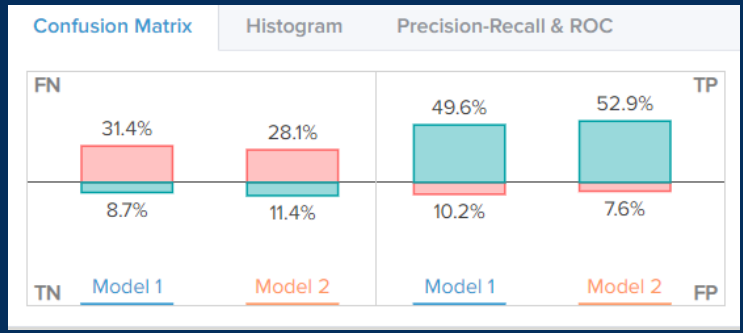 Confusion Matrix Histogram Precision-Recall & ROC
FN TP
31.4% 28.1% 49.6% 52.9%
8.7% 11.4% 10.2% 7.6%
TN Model 1 Model 2 Model 1 Model 2 FP